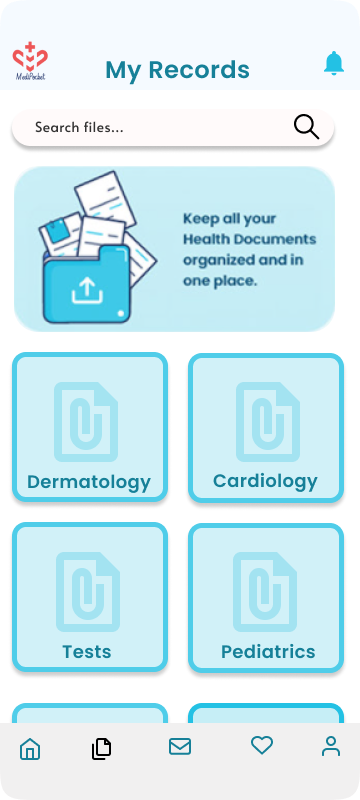 My Records
MediPocket
Search files...
Keep all your
Health Documents
organized and in
one place.
Dermatology
Cardiology
Tests
Pediatrics